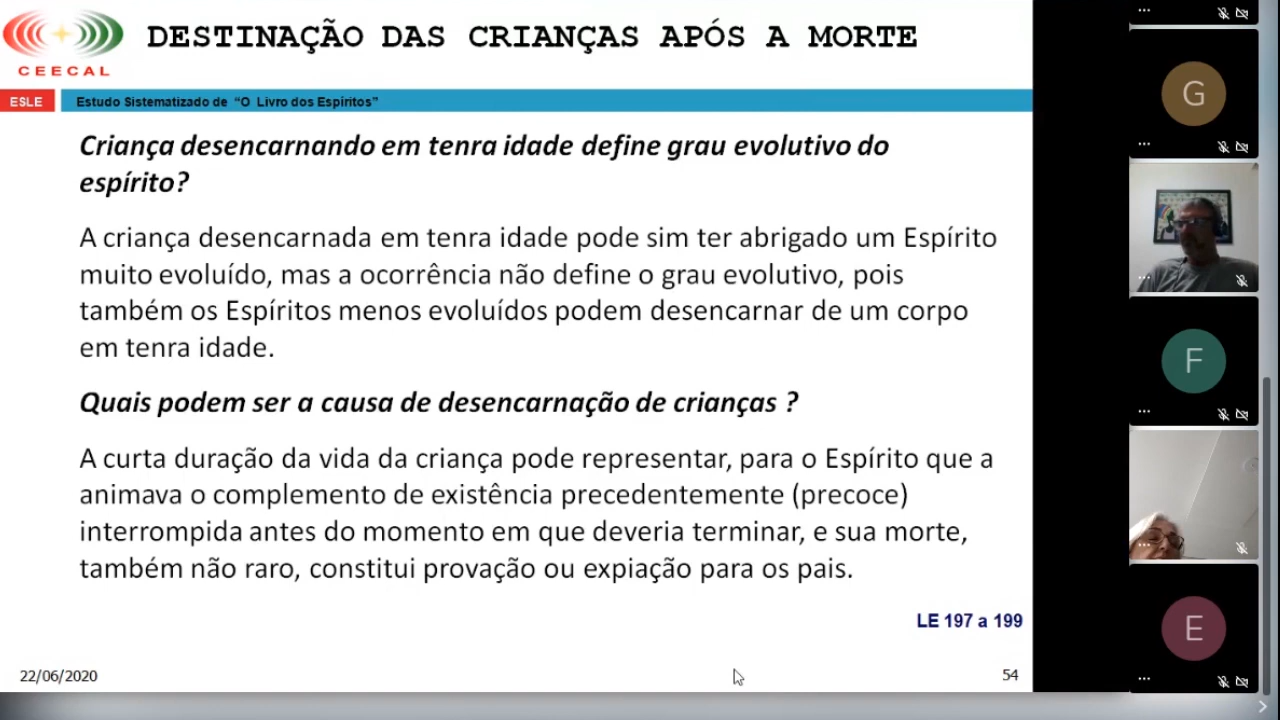 DESTINAÇÃO DAS CRIANÇAS APÓS A MORTE
CEECAL
ESLE
Estudo Sistematizado de “O Livro dos Espíritos”
Criança desencarnando em tenra idade define grau evolutivo do
espírito?
A criança desencarnada em tenra idade pode sim ter abrigado um Espírito
muito evoluído, mas a ocorrência não define o grau evolutivo, pois
também os Espíritos menos evoluídos podem desencarnar de um corpo
em tenra idade.
Quais podem ser a causa de desencarnação de crianças ?
A curta duração da vida da criança pode representar, para o Espírito que a
animava o complemento de existência precedentemente (precoce)
interrompida antes do momento em que deveria terminar, e sua morte,
também não raro, constitui provação ou expiação para os pais.
LE 197 a 199
22/06/2020
54
G
F
E